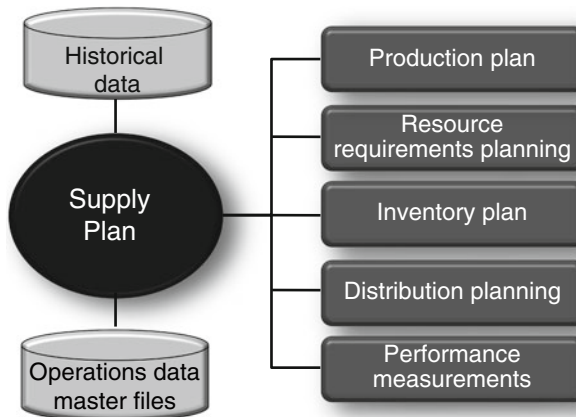 Historical
data
Supply
Plan
Operations data
master files
Production plan
Resource
requirements planning
Inventory plan
Distribution planning
Performance
measurements